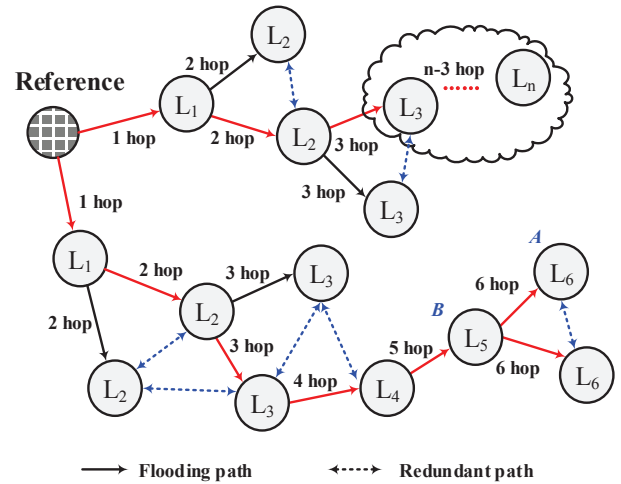 2 hop
L₂
Reference
n-3 hop
Lₙ
L₁
L₃
1 hop
2 hop
L₂
3 hop
3 hop
L₃
1 hop
L₁
2 hop
3 hop
L₃
A
6 hop
L₆
2 hop
L₂
B
3 hop
5 hop
L₅
6 hop
L₂
L₃
4 hop
L₄
L₆
Flooding path
Redundant path